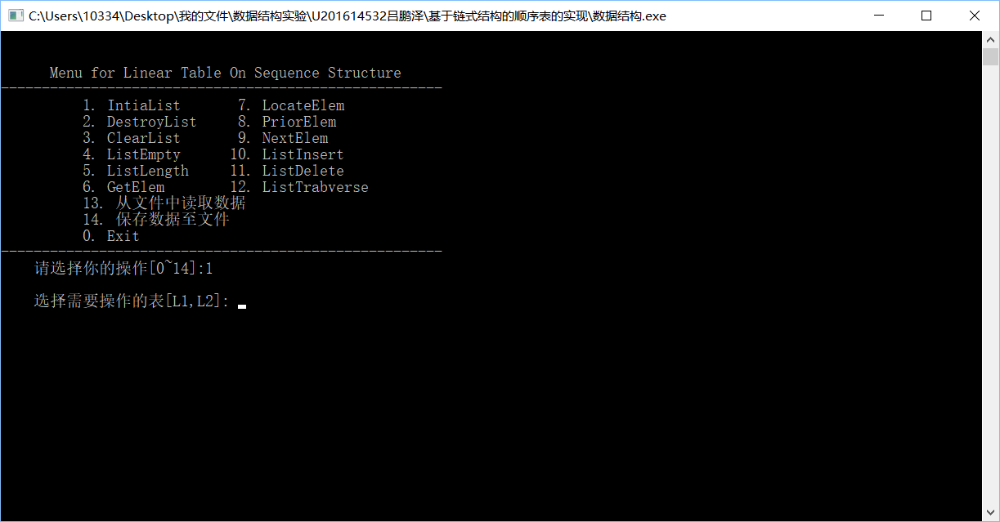 C:\Users\10334\Desktop\我的文件\数据结构实验\U201614532吕鹏泽\基于链式结构的顺序表的实现\数据结构.exe
Menu for Linear Table On Sequence Structure
------------------------------------------------------
1. IntiaList 7. LocateElem
2. DestroyList 8. PriorElem
3. ClearList 9. NextElem
4. ListEmpty 10. ListInsert
5. ListLength 11. ListDelete
6. GetElem 12. ListTrabverse
13. 从文件中读取数据
14. 保存数据至文件
0. Exit
------------------------------------------------------
请选择你的操作[0~14]:1
选择需要操作的表[L1,L2]: